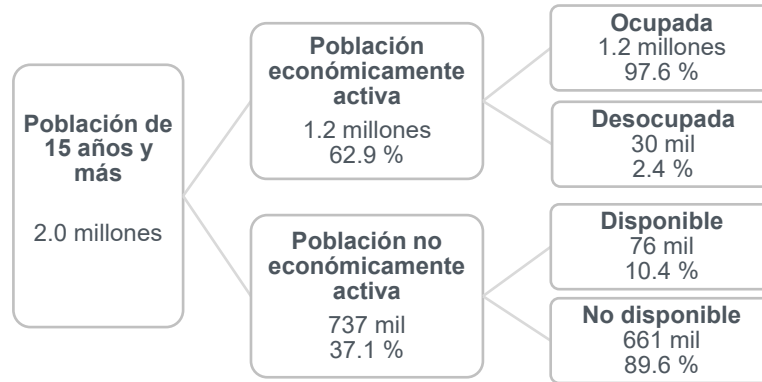 Población de
15 años y
más
2.0 millones
Población
económicamente
activa
1.2 millones
62.9 %
Población no
económicamente
activa
737 mil
37.1 %
Ocupada
1.2 millones
97.6 %
Desocupada
30 mil
2.4 %
Disponible
76 mil
10.4 %
No disponible
661 mil
89.6 %